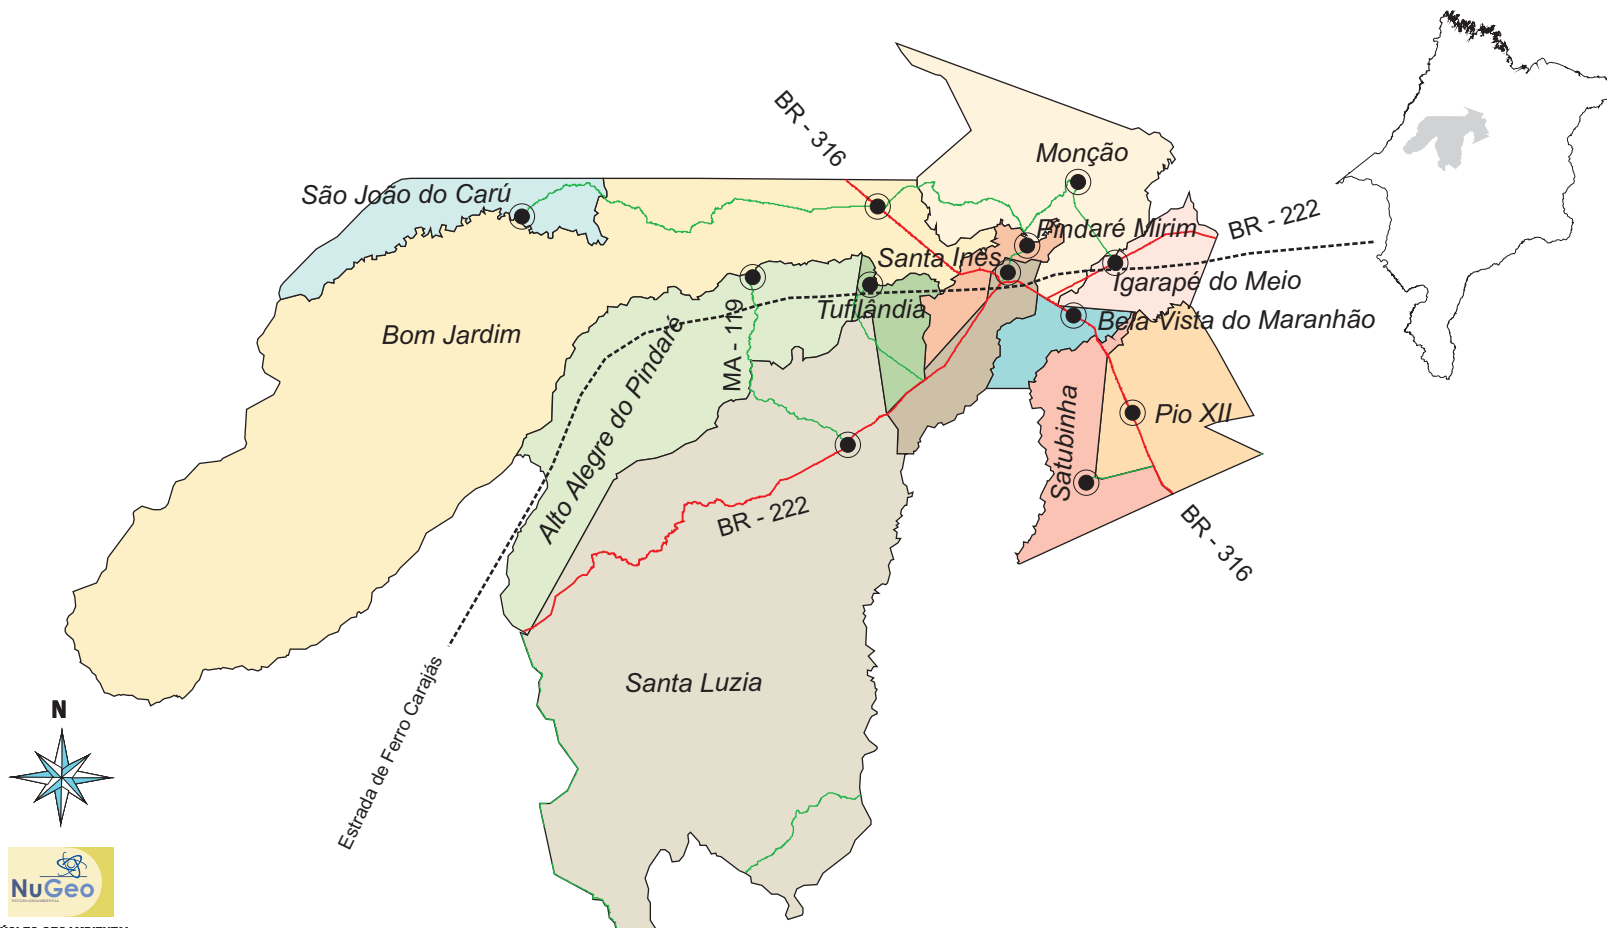 BR - 316
Monção
São João do Carú
BR - 222
Pindaré Mirim
Santa Inês
Igarapé do Meio
Tufilândia
Bela Vista do Maranhão
Bom Jardim
MA - 119
Alto Alegre do Pindaré
Satubinha
Pio XII
BR - 222
BR - 316
Santa Luzia
Estrada de Ferro Carajás
N
NuGeo